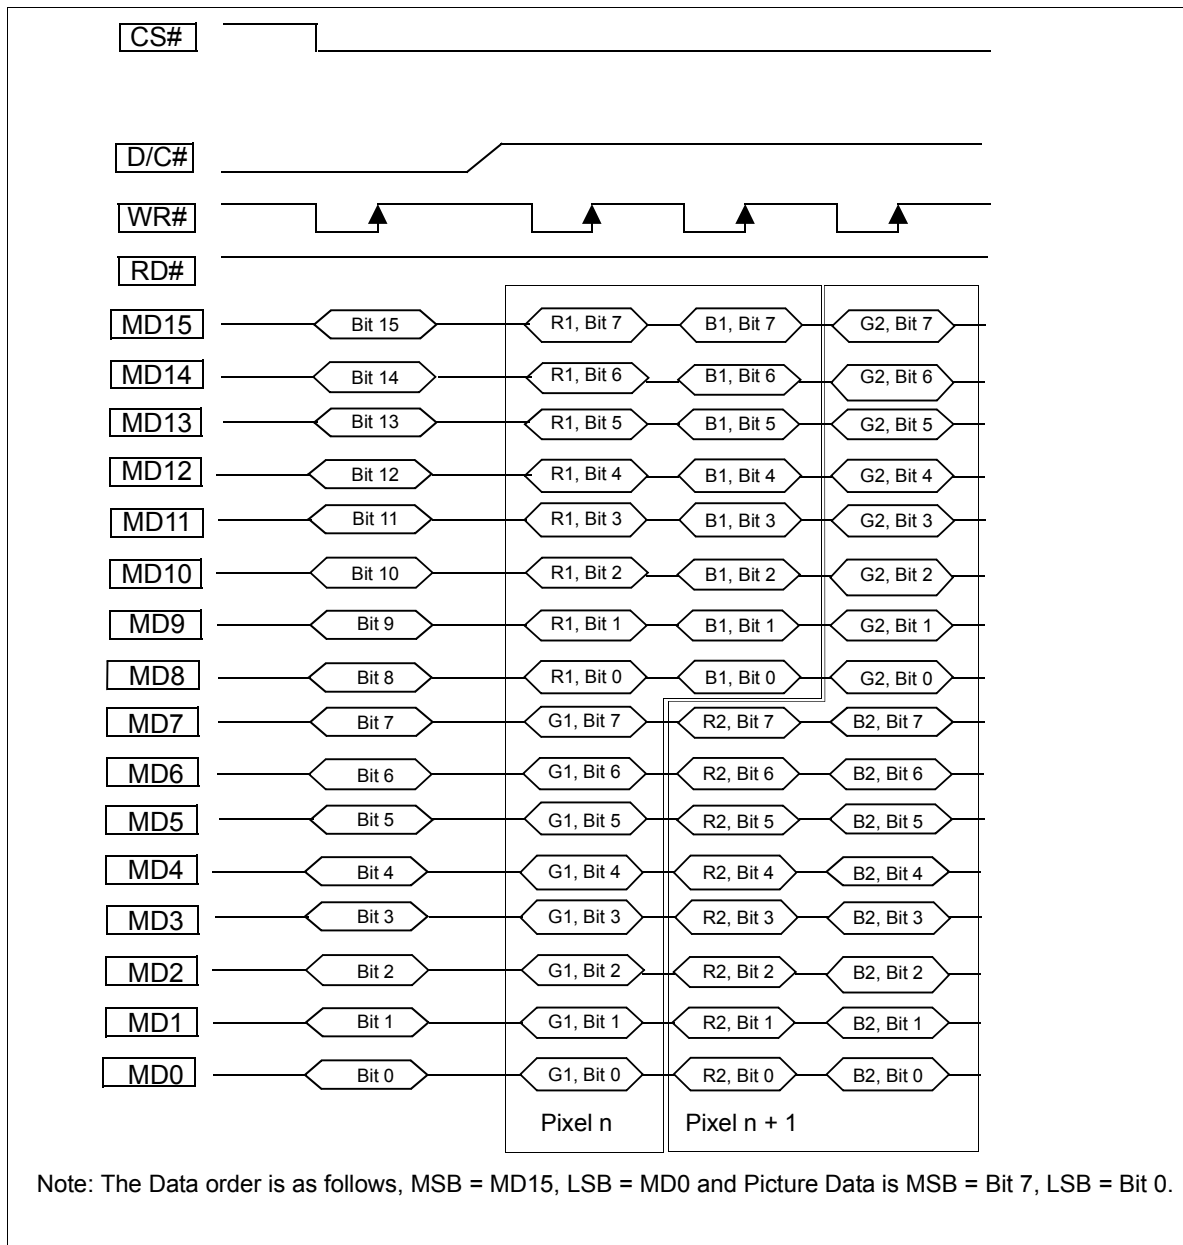 CS#
D/C#
WR#
RD#
MD15 Bit 15 R1, Bit 7 B1, Bit 7 G2, Bit 7
MD14 Bit 14 R1, Bit 6 B1, Bit 6 G2, Bit 6
MD13 Bit 13 R1, Bit 5 B1, Bit 5 G2, Bit 5
MD12 Bit 12 R1, Bit 4 B1, Bit 4 G2, Bit 4
MD11 Bit 11 R1, Bit 3 B1, Bit 3 G2, Bit 3
MD10 Bit 10 R1, Bit 2 B1, Bit 2 G2, Bit 2
MD9 Bit 9 R1, Bit 1 B1, Bit 1 G2, Bit 1
MD8 Bit 8 R1, Bit 0 B1, Bit 0 G2, Bit 0
MD7 Bit 7 G1, Bit 7 R2, Bit 7 B2, Bit 7
MD6 Bit 6 G1, Bit 6 R2, Bit 6 B2, Bit 6
MD5 Bit 5 G1, Bit 5 R2, Bit 5 B2, Bit 5
MD4 Bit 4 G1, Bit 4 R2, Bit 4 B2, Bit 4
MD3 Bit 3 G1, Bit 3 R2, Bit 3 B2, Bit 3
MD2 Bit 2 G1, Bit 2 R2, Bit 2 B2, Bit 2
MD1 Bit 1 G1, Bit 1 R2, Bit 1 B2, Bit 1
MD0 Bit 0 G1, Bit 0 R2, Bit 0 B2, Bit 0
Pixel n Pixel n + 1
Note: The Data order is as follows, MSB = MD15, LSB = MD0 and Picture Data is MSB = Bit 7, LSB = Bit 0.